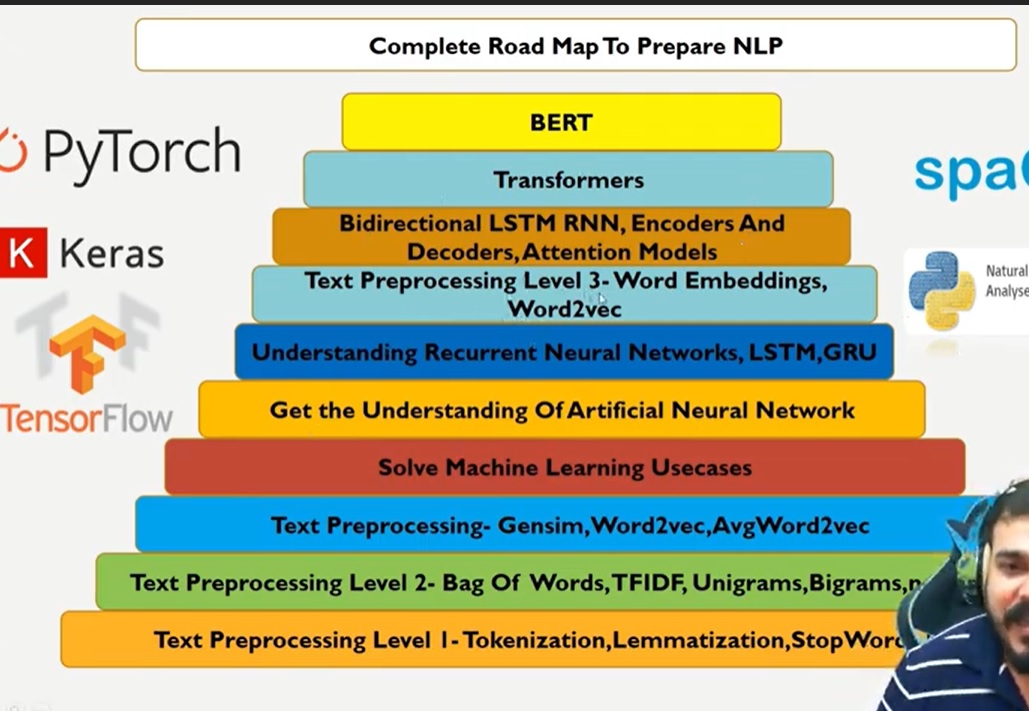 Complete Road Map To Prepare NLP
BERT
PyTorch
Transformers
Bidirectional LSTM RNN, Encoders And
Decoders,Attention Models
K Keras
Text Preprocessing Level 3- Word Embeddings,
Word2vec
Natural
Analyse
Understanding Recurrent Neural Networks, LSTM,GRU
TensorFlow
Get the Understanding Of Artificial Neural Network
Solve Machine Learning Usecases
Text Preprocessing- Gensim,Word2vec,AvgWord2vec
Text Preprocessing Level 2- Bag Of Words,TFIDF, Unigrams,Bigrams,
Text Preprocessing Level 1- Tokenization,Lemmatization,